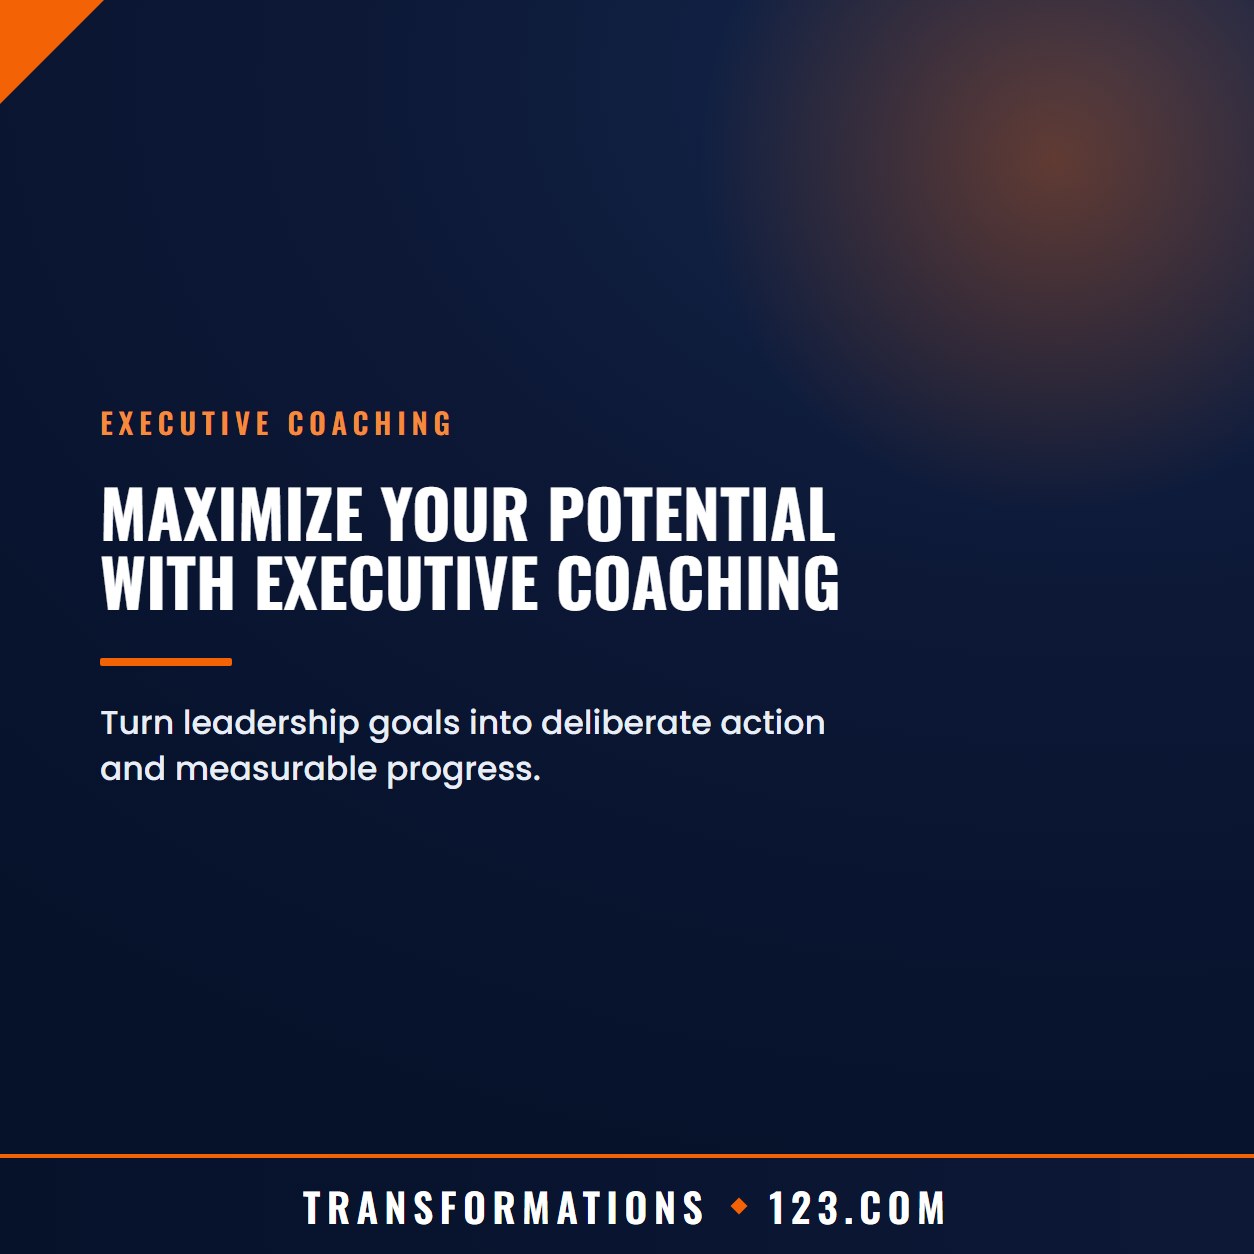 EXECUTIVE COACHING
MAXIMIZE YOUR POTENTIAL
WITH EXECUTIVE COACHING
Turn leadership goals into deliberate action
and measurable progress.
TRANSFORMATIONS ◆ 123.COM